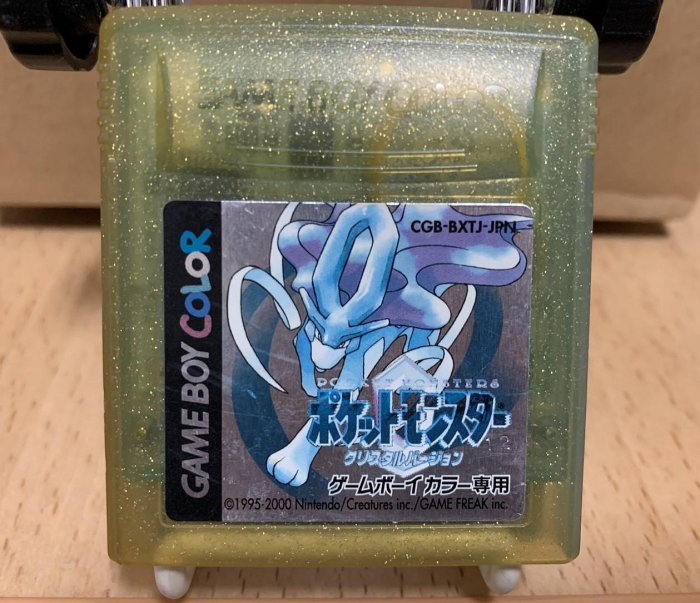 GAME BOY COLOR
CGB-BXTJ-JPN
POCKET MONSTERS
ポケットモンスター
クリスタルバージョン
ゲームボーイカラー専用
©1995-2000 Nintendo/Creatures inc./GAME FREAK inc.